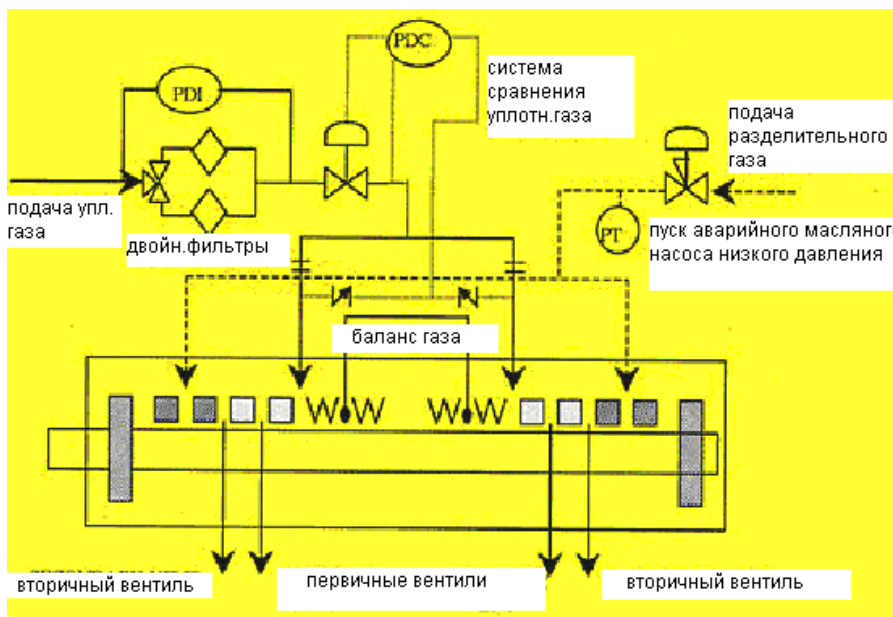 PDC
система
сравнения
уплотн.газа
PDI
подача
разделительного
газа
подача упл.
газа
двойн.фильтры
PT
пуск аварийного масляног
насоса низкого давления
баланс газа
вторичный вентиль
первичные вентили
вторичный вентиль